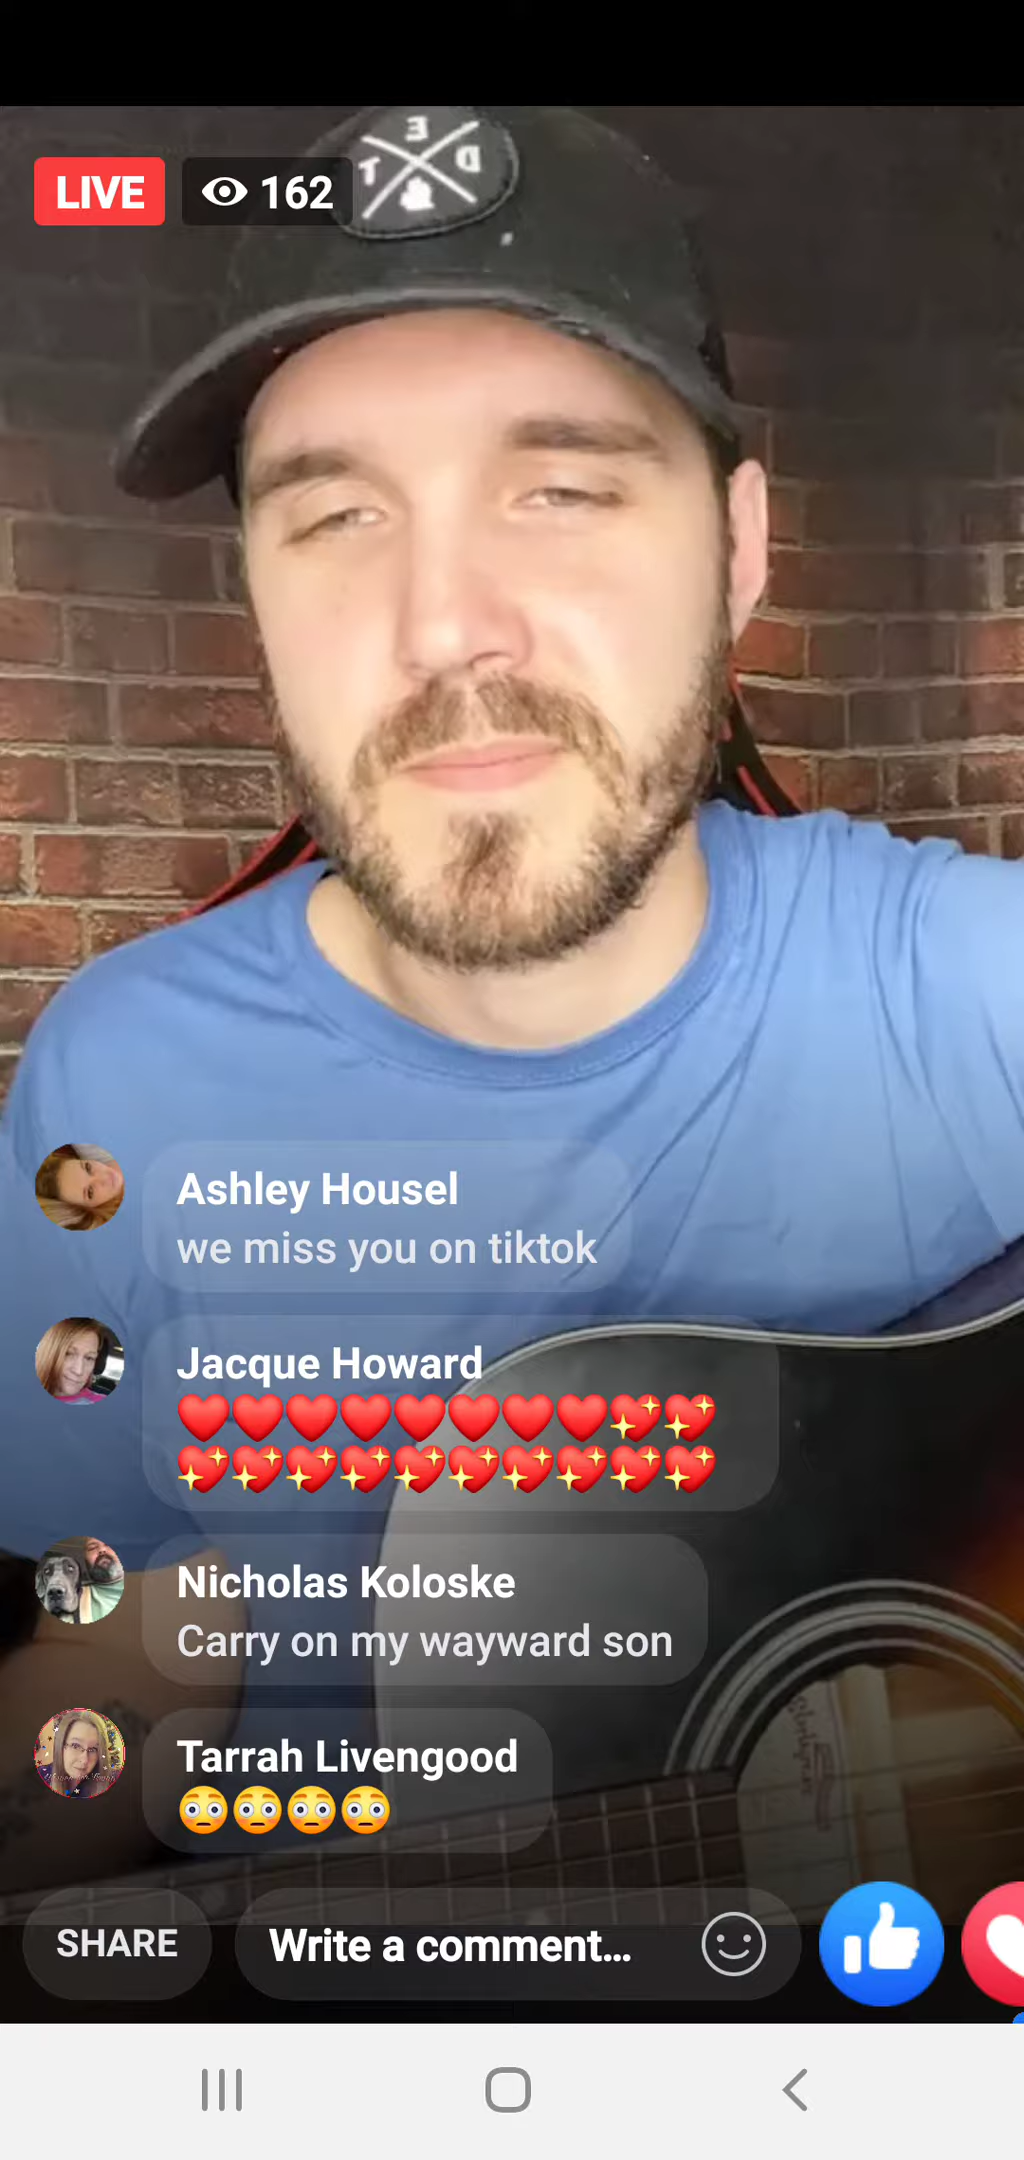 LIVE 162
E
T D
Ashley Housel
we miss you on tiktok
Jacque Howard
❤️❤️❤️❤️❤️❤️❤️❤️💖💖
💖💖💖💖💖💖💖💖💖💖
Nicholas Koloske
Carry on my wayward son
Tarrah Livengood
😳😳😳😳
SHARE Write a comment...